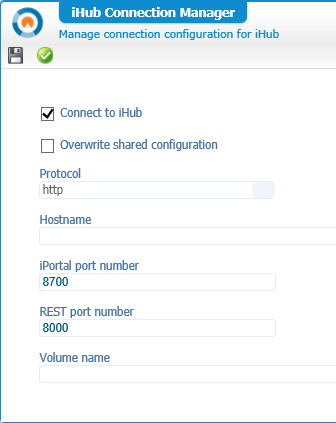 iHub Connection Manager
Manage connection configuration for iHub
Connect to iHub
Overwrite shared configuration
Protocol
http
Hostname
iPortal port number
8700
REST port number
8000
Volume name